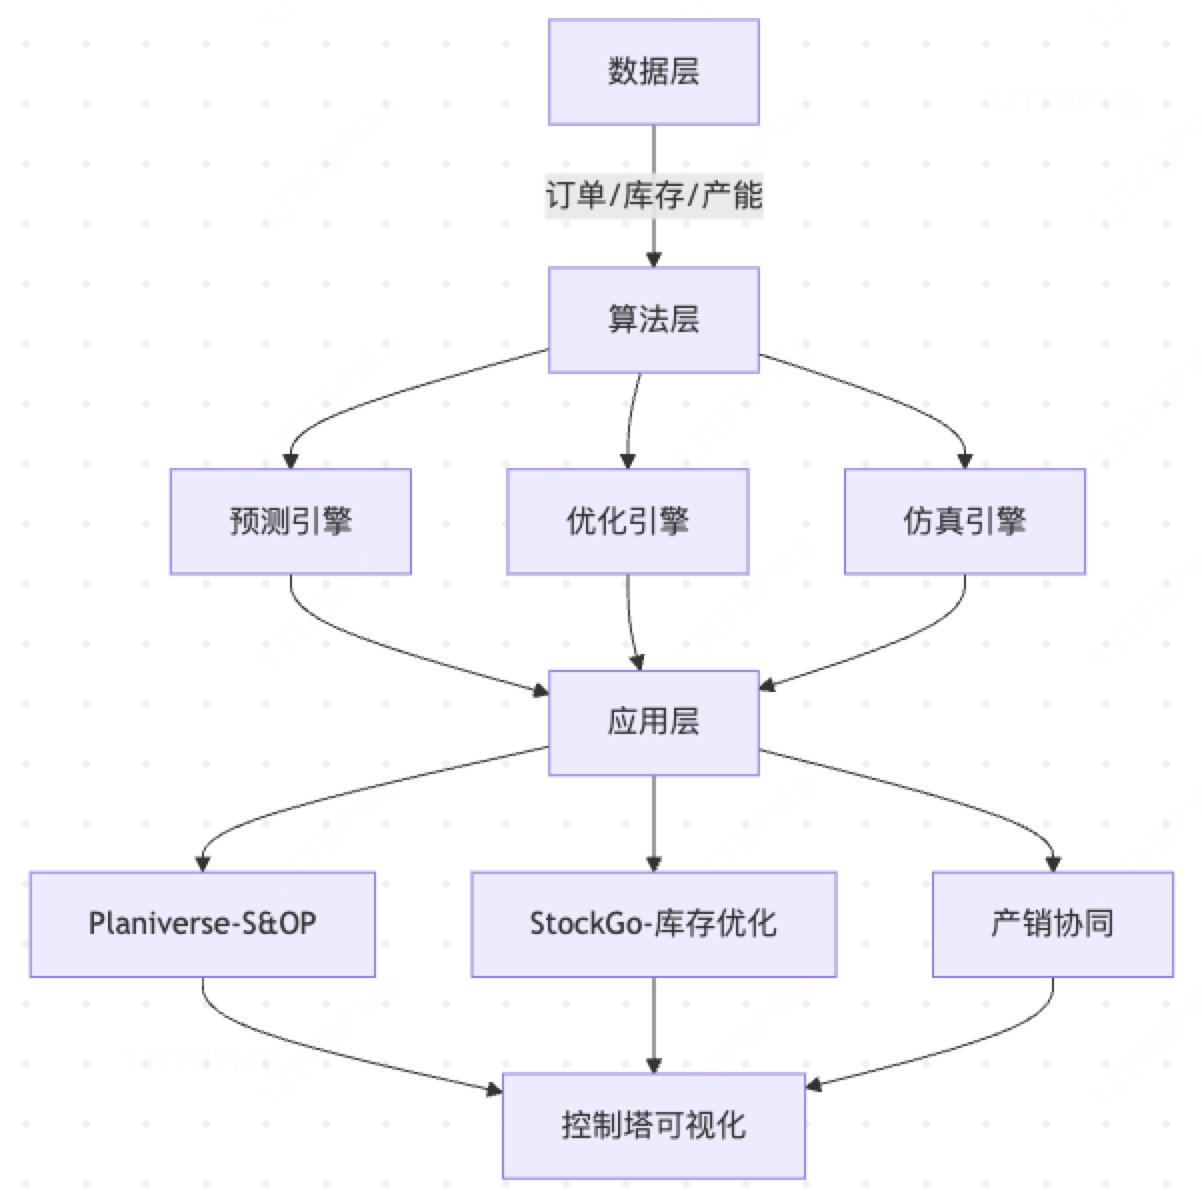 数据层
订单/库存/产能
算法层
预测引擎
优化引擎
仿真引擎
应用层
Planiverse-S&OP
StockGo-库存优化
产销协同
控制塔可视化